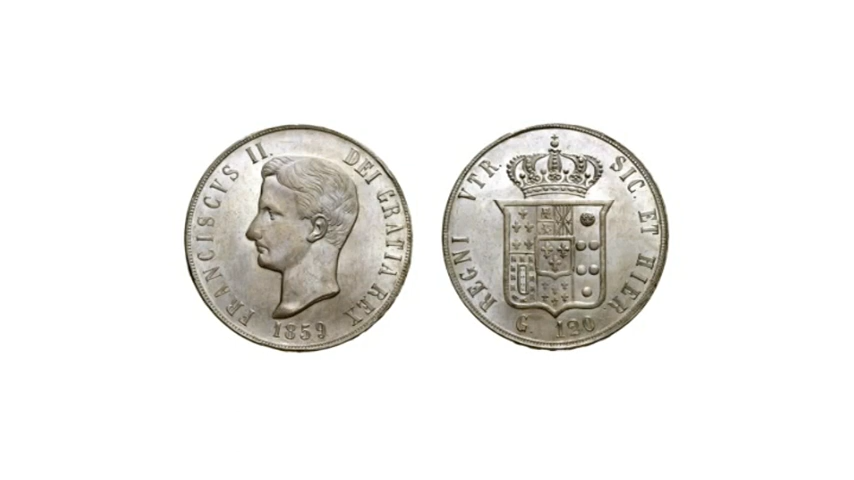 FRANCISCVS II. DEI GRATIA REX
1859
REGNI VTR. SIC. ET HIER.
G. 120